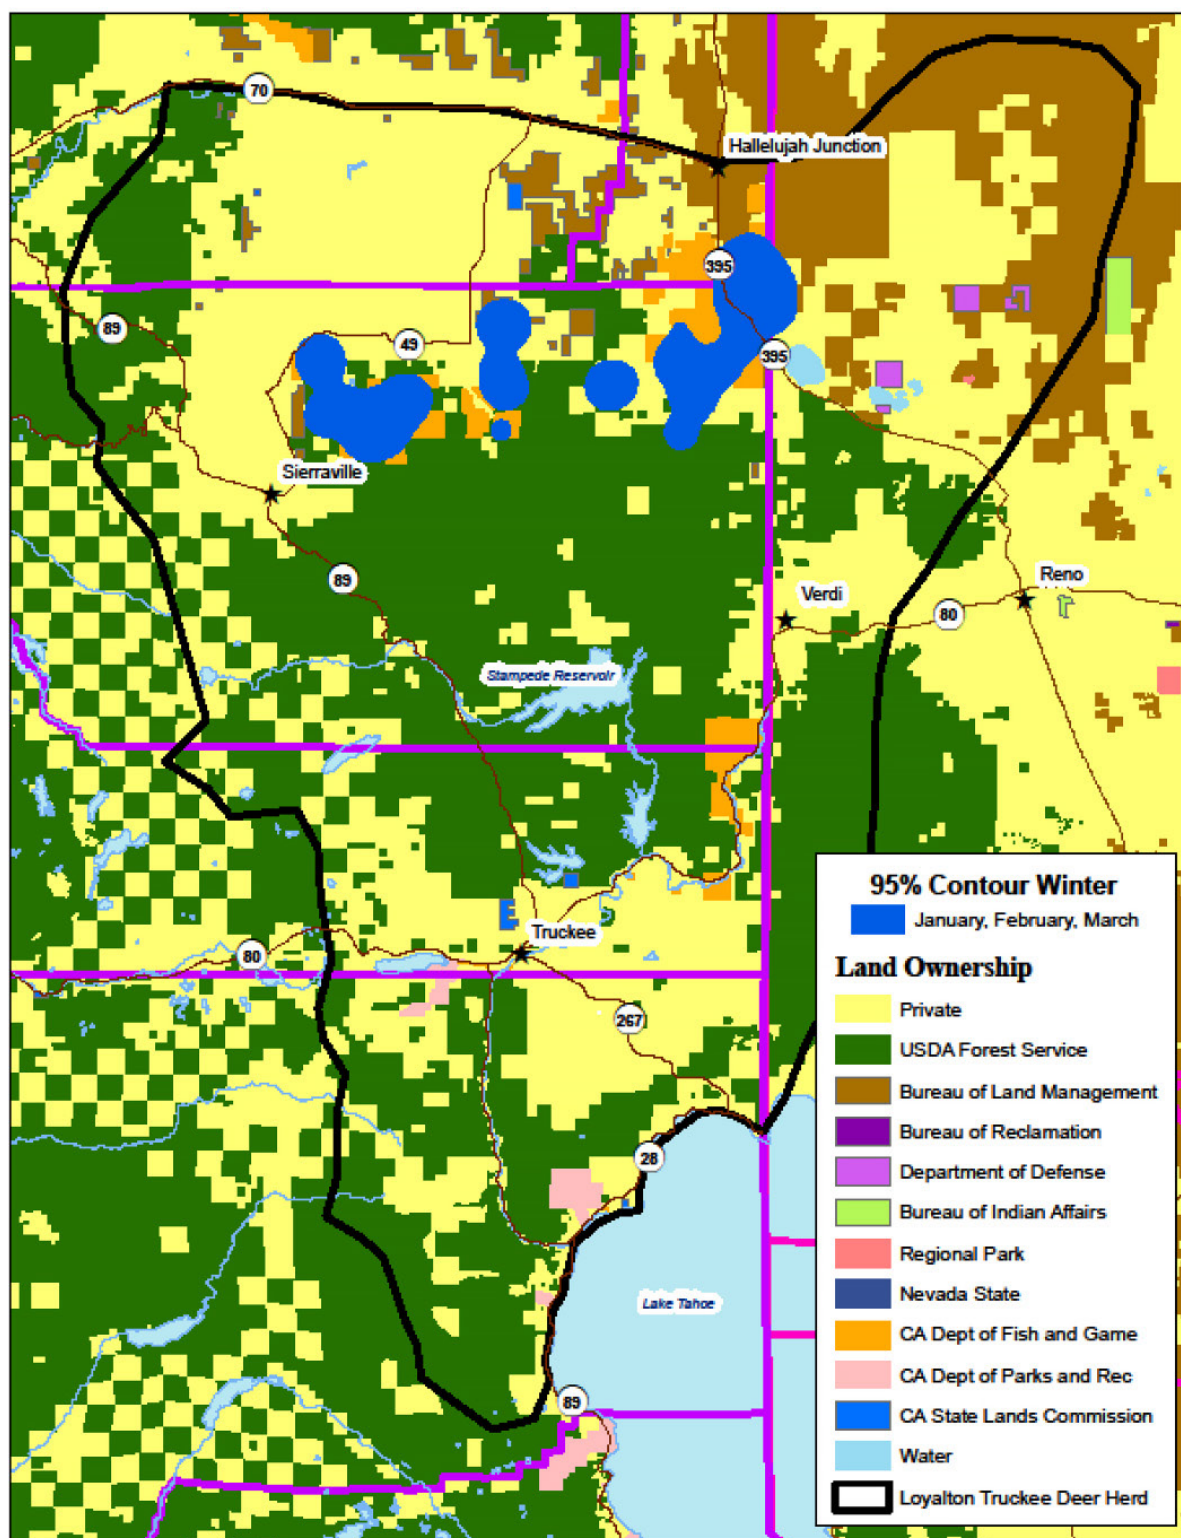 70
Hallelujah Junction
395
89
49
395
Sierraville
89
Reno
Verdi
80
Stampede Reservoir
Truckee
80
267
28
Lake Tahoe
89
95% Contour Winter
January, February, March
Land Ownership
Private
USDA Forest Service
Bureau of Land Management
Bureau of Reclamation
Department of Defense
Bureau of Indian Affairs
Regional Park
Nevada State
CA Dept of Fish and Game
CA Dept of Parks and Rec
CA State Lands Commission
Water
Loyalton Truckee Deer Herd